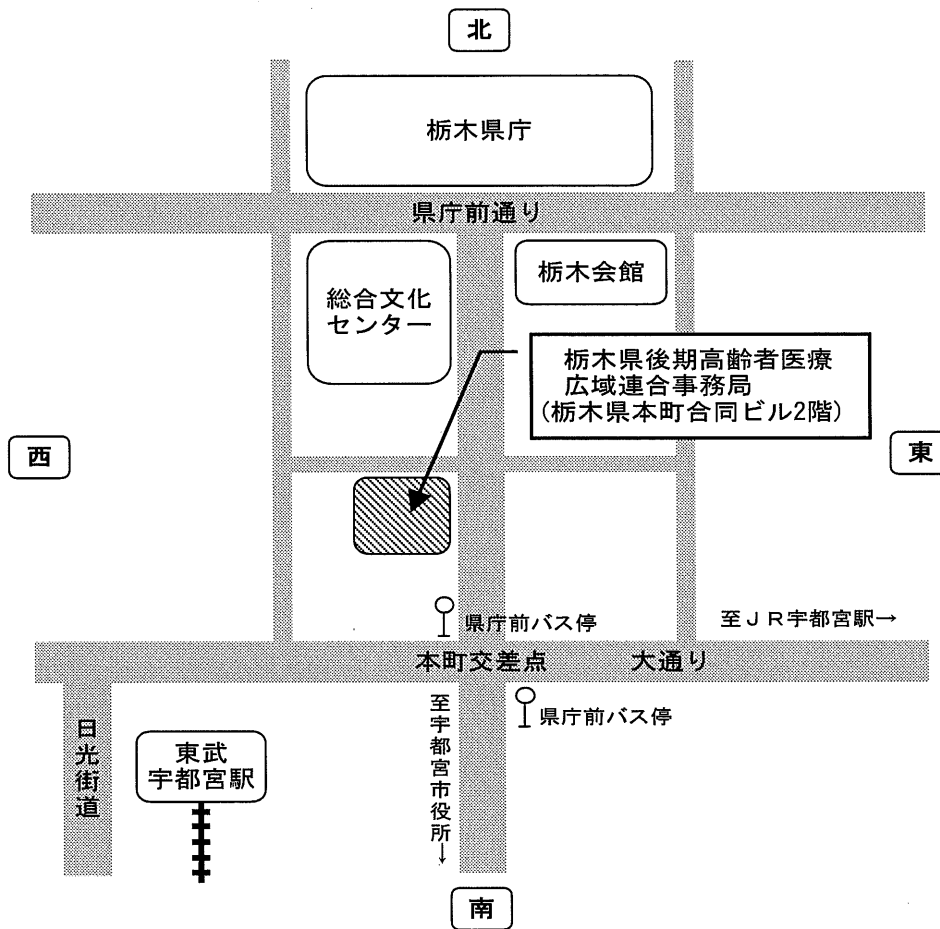 北
栃木県庁
県庁前通り
総合文化
センター
栃木会館
栃木県後期高齢者医療
広域連合事務局
(栃木県本町合同ビル2階)
西
東
県庁前バス停
至JR宇都宮駅→
本町交差点
大通り
県庁前バス停
日光街道
東武
宇都宮駅
至宇都宮市役所→
南